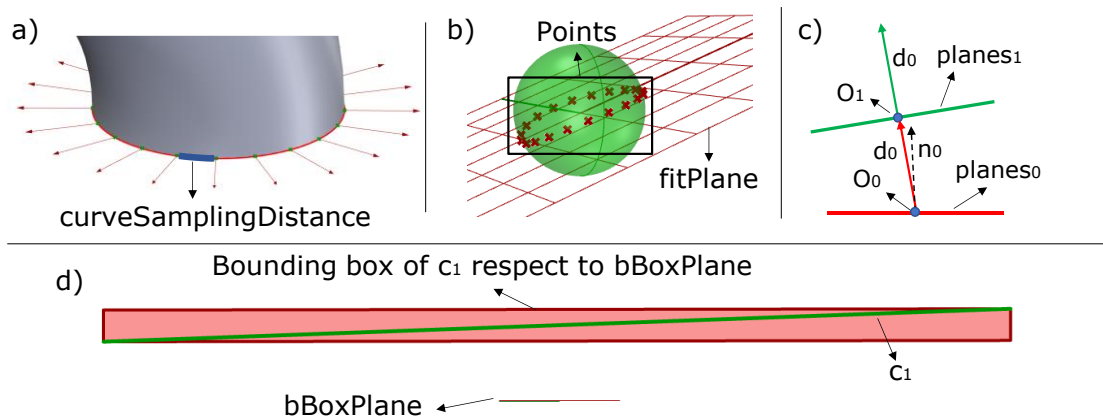 a)
curveSamplingDistance
b)
Points
fitPlane
c)
d₀
planes₁
O₁
d₀
n₀
O₀
planes₀
d)
Bounding box of c₁ respect to bBoxPlane
c₁
bBoxPlane